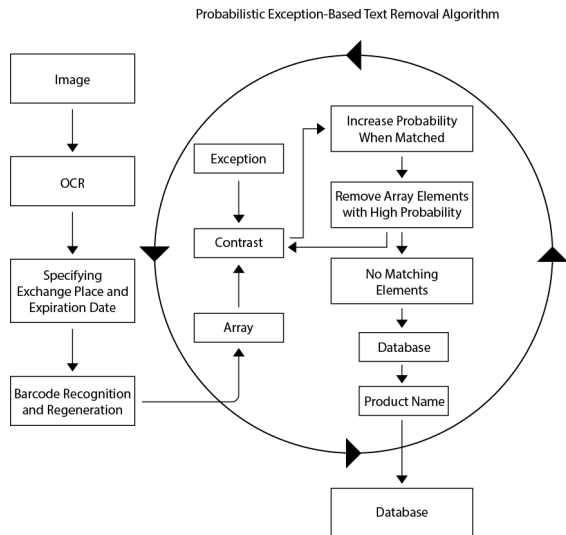 Probabilistic Exception-Based Text Removal Algorithm
Image
OCR
Specifying
Exchange Place and
Expiration Date
Barcode Recognition
and Regeneration
Exception
Contrast
Array
Increase Probability
When Matched
Remove Array Elements
with High Probability
No Matching
Elements
Database
Product Name
Database